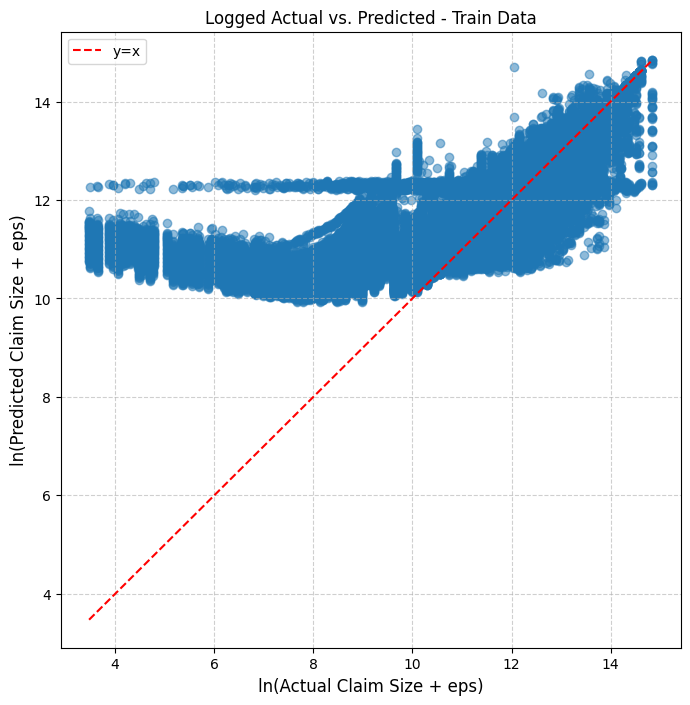 Logged Actual vs. Predicted - Train Data
y=x
14
12
10
8
6
4
ln(Predicted Claim Size + eps)
4 6 8 10 12 14
ln(Actual Claim Size + eps)